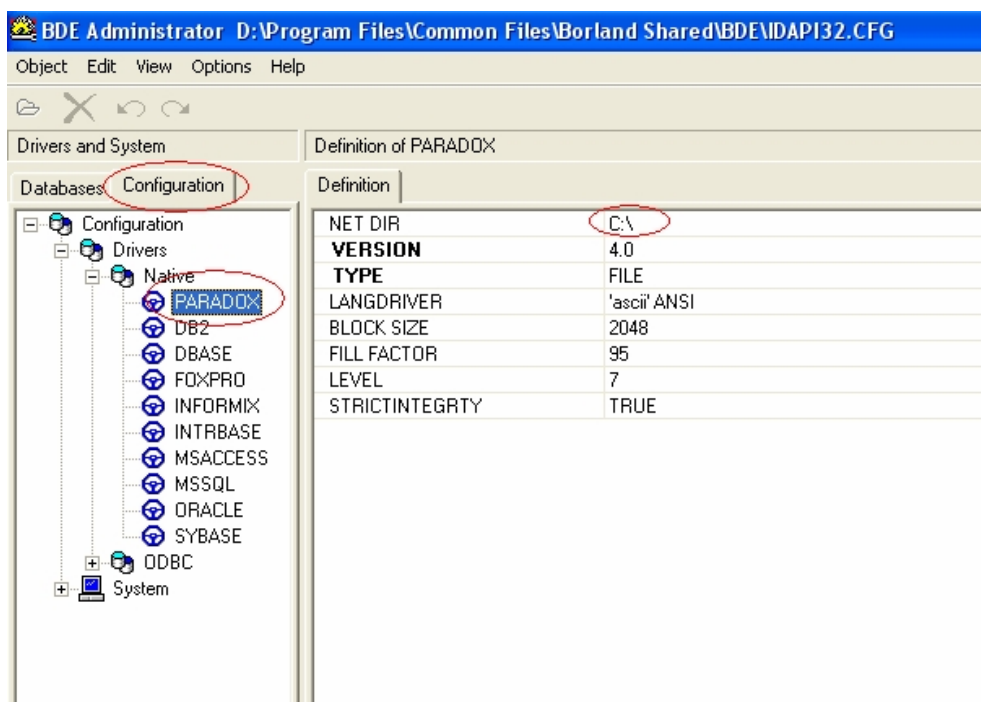 BDE Administrator D:\Program Files\Common Files\Borland Shared\BDE\IDAPI32.CFG
Object Edit View Options Help
Drivers and System
Definition of PARADOX
Databases Configuration
Definition
Configuration
Drivers
Native
PARADOX
DB2
DBASE
FOXPRO
INFORMIX
INTRBASE
MSACCESS
MSSQL
ORACLE
SYBASE
ODBC
System
NET DIR C:\
VERSION 4.0
TYPE FILE
LANGDRIVER 'ascii' ANSI
BLOCK SIZE 2048
FILL FACTOR 95
LEVEL 7
STRICTINTEGRTY TRUE